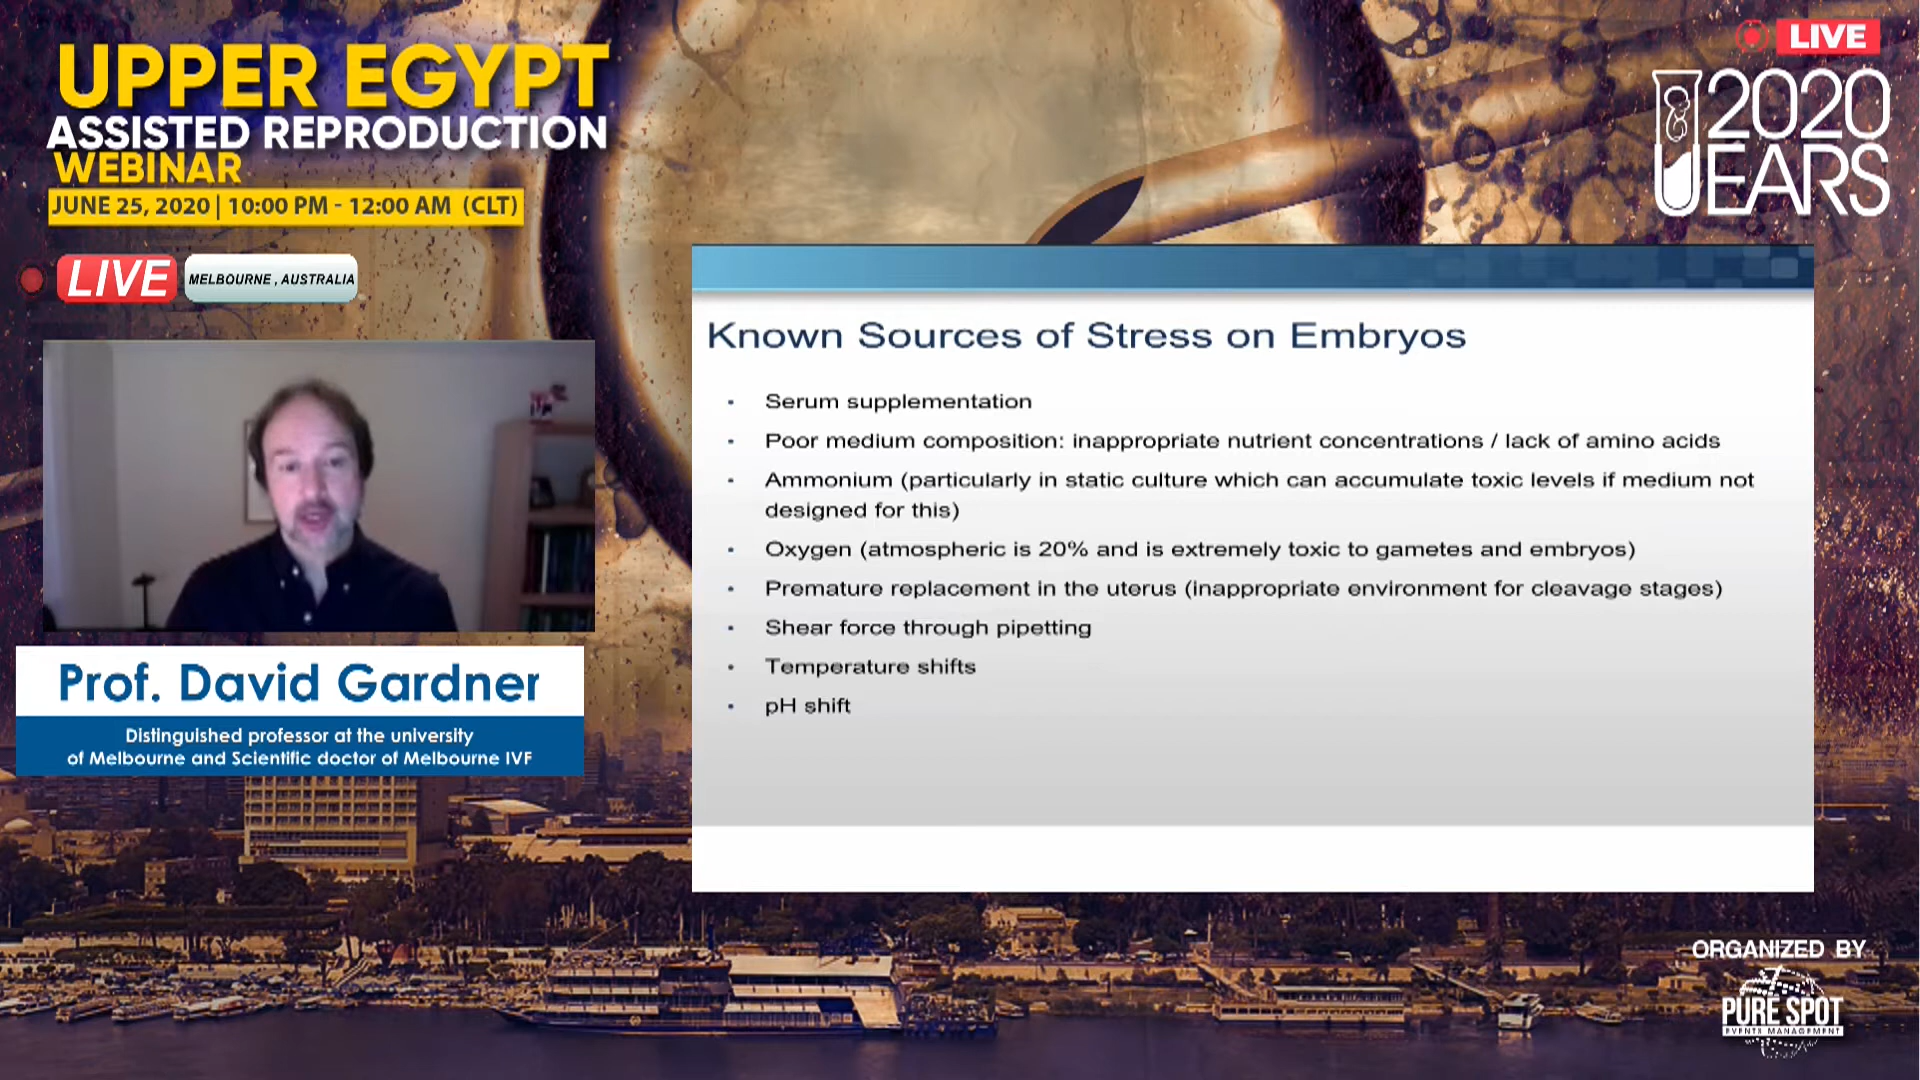 UPPER EGYPT
ASSISTED REPRODUCTION
WEBINAR
JUNE 25, 2020 | 10:00 PM - 12:00 AM (CLT)
LIVE
MELBOURNE , AUSTRALIA
LIVE
2020
EARS
Known Sources of Stress on Embryos
• Serum supplementation
• Poor medium composition: inappropriate nutrient concentrations / lack of amino acids
• Ammonium (particularly in static culture which can accumulate toxic levels if medium not
designed for this)
• Oxygen (atmospheric is 20% and is extremely toxic to gametes and embryos)
• Premature replacement in the uterus (inappropriate environment for cleavage stages)
• Shear force through pipetting
• Temperature shifts
• pH shift
Prof. David Gardner
Distinguished professor at the university
of Melbourne and Scientific doctor of Melbourne IVF
ORGANIZED BY
PURE SPOT
EVENTS MANAGEMENT